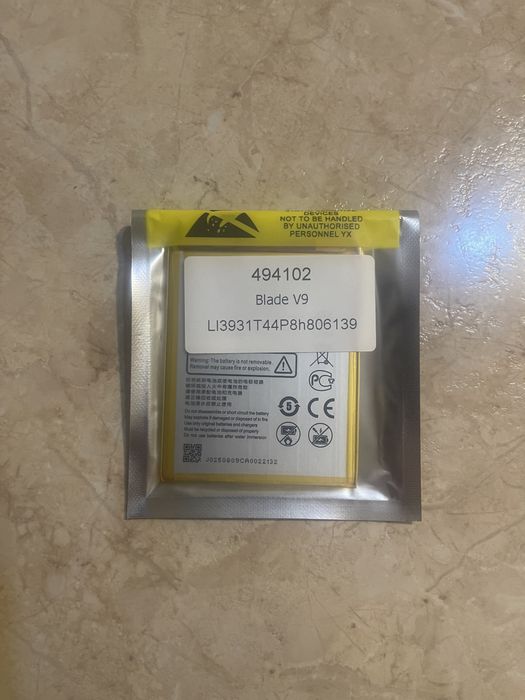 DEVICES
NOT TO BE HANDLED
BY UNAUTHORISED
PERSONNEL YX
494102
Blade V9
LI3931T44P8h806139
Warning: The battery is not removable.
Removal may cause fire or explosion.
Do not disassemble or short the battery
May explode if damaged or disposed of in fire
Use only original batteries and chargers
Must recycled or disposed of properly
Do not use batteries after water immersion
5
CE
J0250809CA0022132